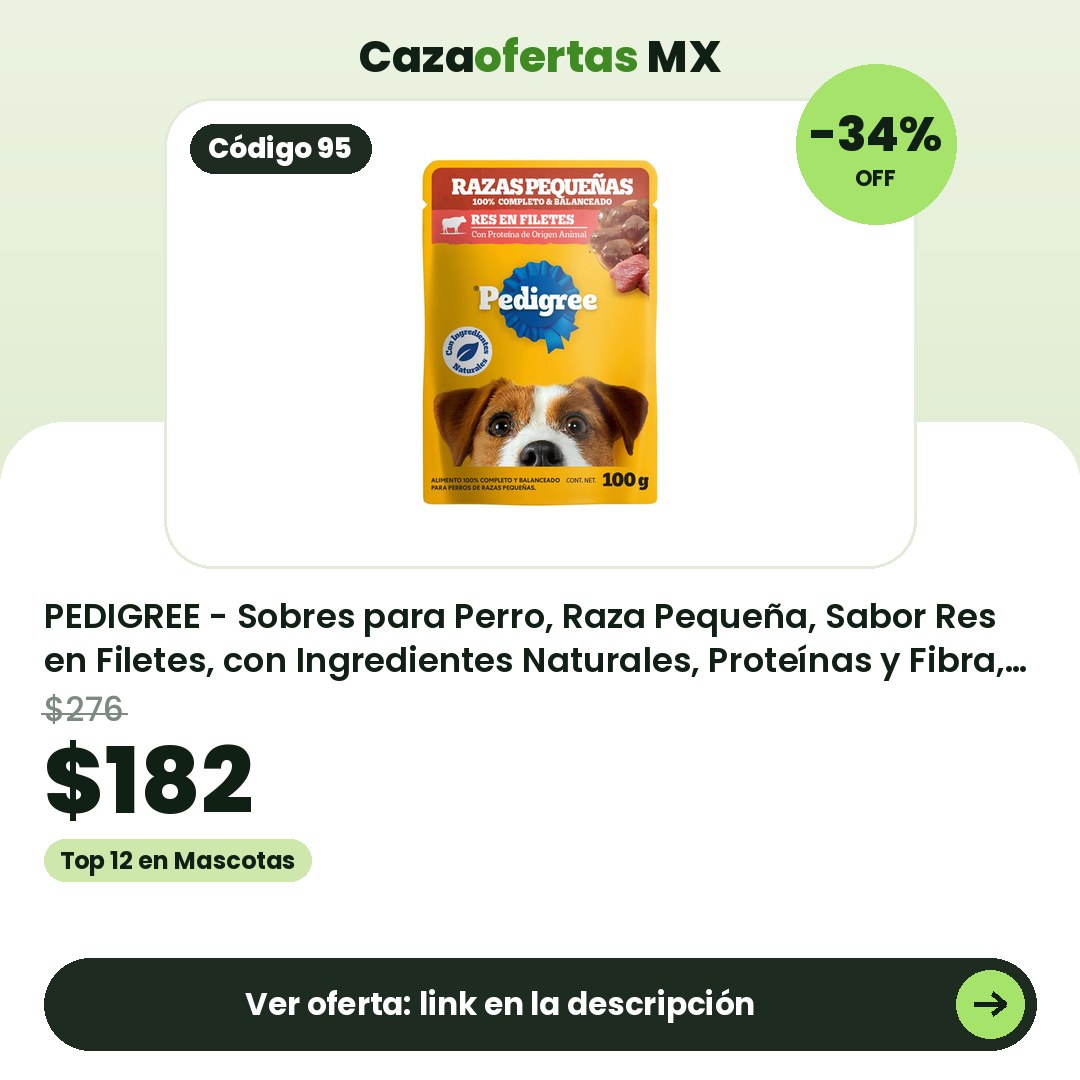 Cazaofertas MX
Código 95
-34%
OFF
RAZAS PEQUEÑAS
100% COMPLETO & BALANCEADO
RES EN FILETES
Con Proteína de Origen Animal
Pedigree
Con Ingredientes
Naturales
ALIMENTO 100% COMPLETO Y BALANCEADO
PARA PERROS DE RAZAS PEQUEÑAS.
CONT. NET. 100 g
PEDIGREE - Sobres para Perro, Raza Pequeña, Sabor Res
en Filetes, con Ingredientes Naturales, Proteínas y Fibra,...
$276
$182
Top 12 en Mascotas
Ver oferta: link en la descripción